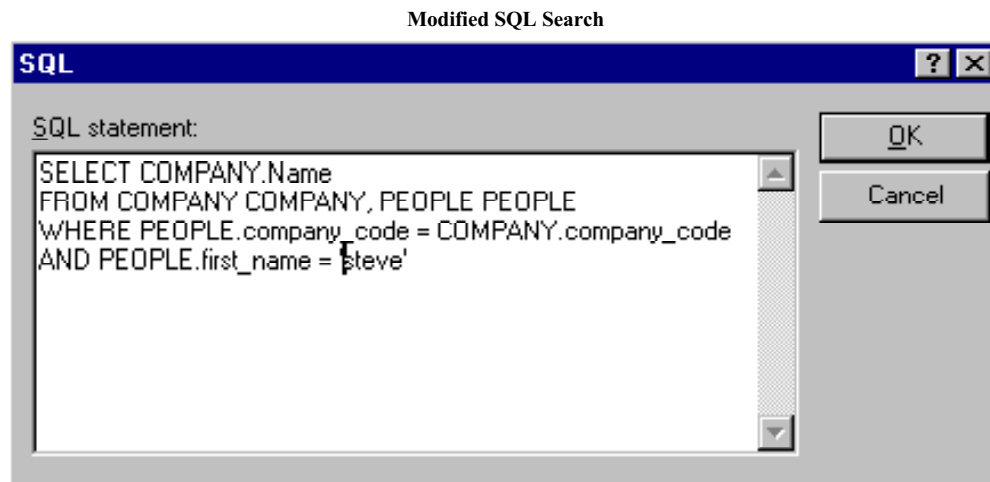 Modified SQL Search
SQL
SQL statement:
OK
Cancel
SELECT COMPANY.Name
FROM COMPANY COMPANY, PEOPLE PEOPLE
WHERE PEOPLE.company_code = COMPANY.company_code
AND PEOPLE.first_name = 'steve'